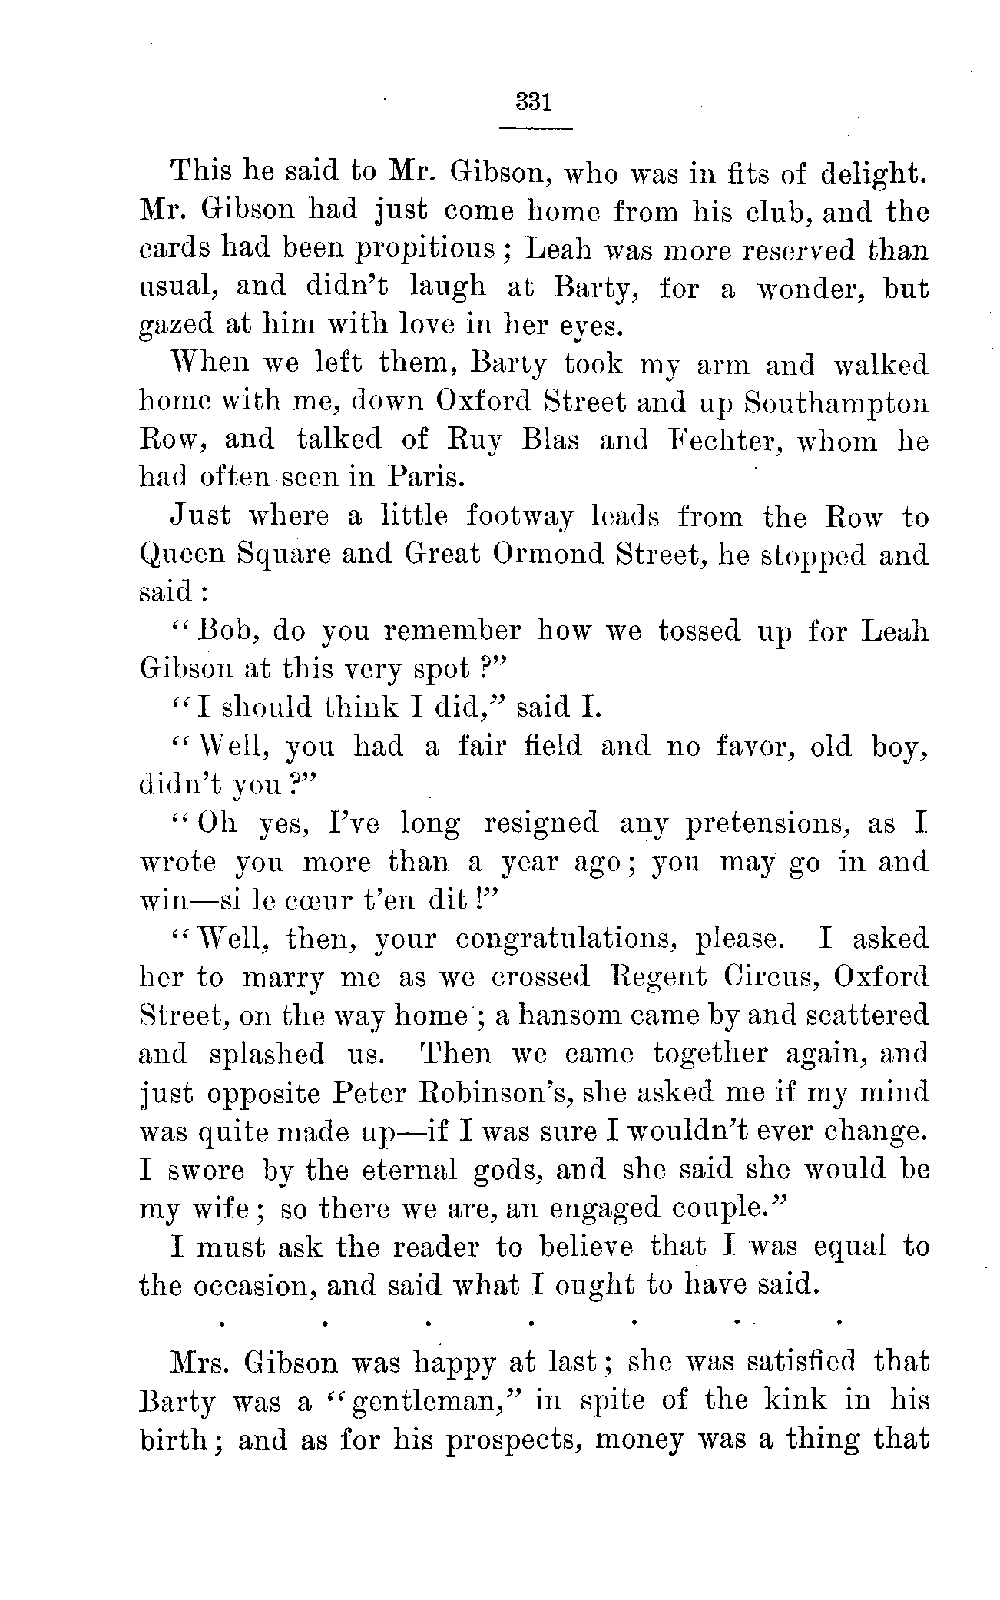 331
This he said to Mr. Gibson, who was in fits of delight.
Mr. Gibson had just come home from his club, and the
cards had been propitious; Leah was more reserved than
usual, and didn't laugh at Barty, for a wonder, but
gazed at him with love in her eyes.
When we left them, Barty took my arm and walked
home with me, down Oxford Street and up Southampton
Row, and talked of Ruy Blas and Fechter, whom he
had often seen in Paris.
Just where a little footway leads from the Row to
Queen Square and Great Ormond Street, he stopped and
said:
"Bob, do you remember how we tossed up for Leah
Gibson at this very spot?"
"I should think I did," said I.
"Well, you had a fair field and no favor, old boy,
didn't you?"
"Oh yes, I've long resigned any pretensions, as I
wrote you more than a year ago; you may go in and
win—si le cœur t'en dit!"
"Well, then, your congratulations, please. I asked
her to marry me as we crossed Regent Circus, Oxford
Street, on the way home; a hansom came by and scattered
and splashed us. Then we came together again, and
just opposite Peter Robinson's, she asked me if my mind
was quite made up—if I was sure I wouldn't ever change.
I swore by the eternal gods, and she said she would be
my wife; so there we are, an engaged couple."
I must ask the reader to believe that I was equal to
the occasion, and said what I ought to have said.
. . . . . . .
Mrs. Gibson was happy at last; she was satisfied that
Barty was a "gentleman," in spite of the kink in his
birth; and as for his prospects, money was a thing that